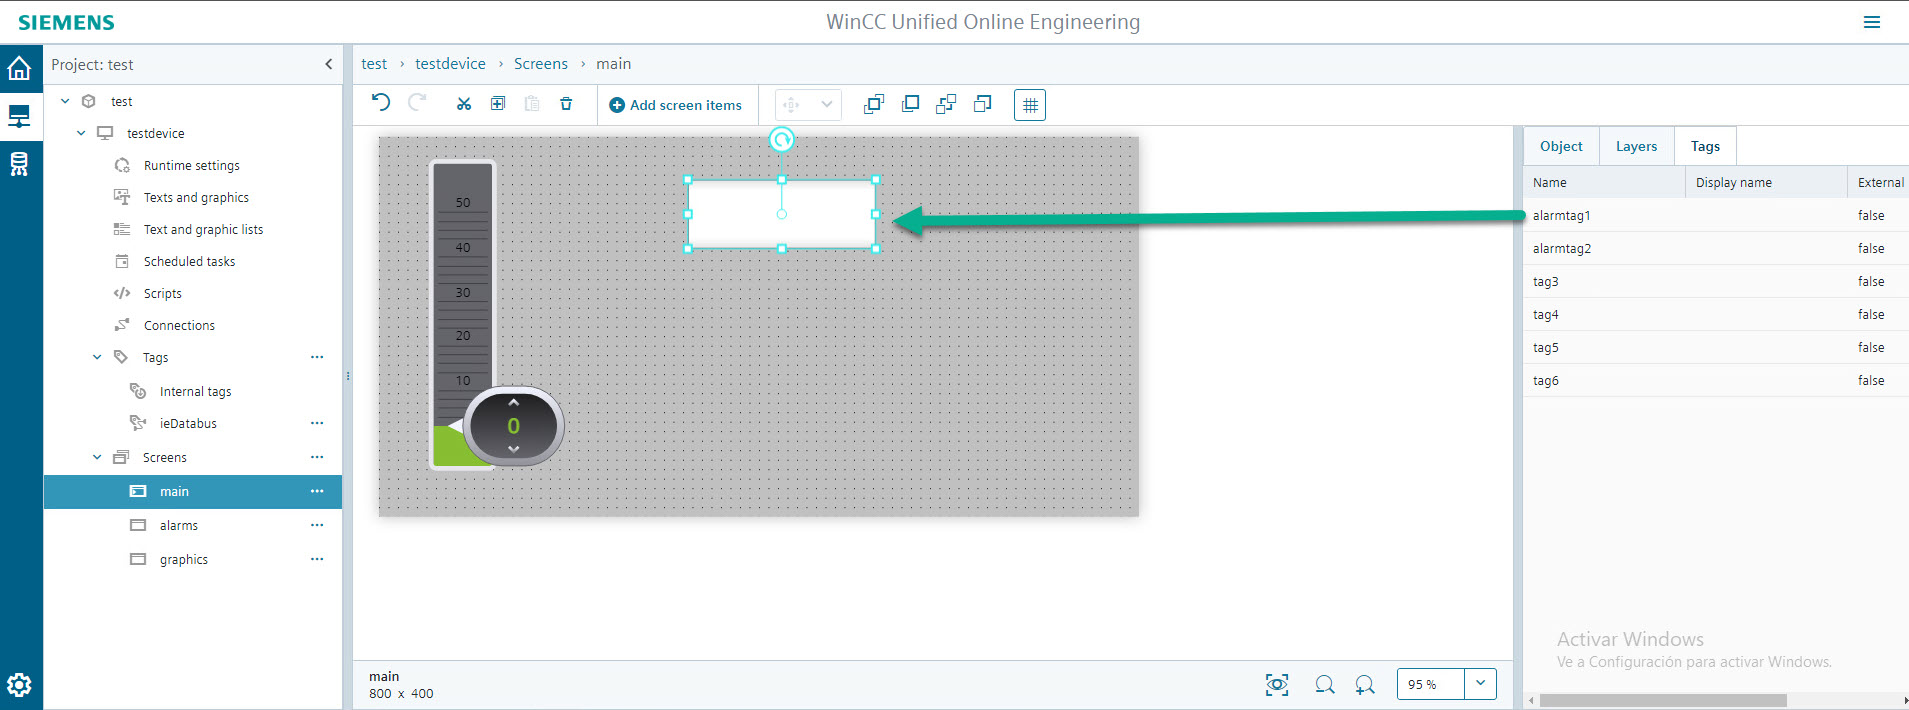 SIEMENS
WinCC Unified Online Engineering
Project: test
test
testdevice
Runtime settings
Texts and graphics
Text and graphic lists
Scheduled tasks
Scripts
Connections
Tags
Internal tags
ieDatabus
Screens
main
alarms
graphics
test › testdevice › Screens › main
Add screen items
50
40
30
20
10
0
main
800 x 400
95 %
Object Layers Tags
Name Display name External
alarmtag1 false
alarmtag2 false
tag3 false
tag4 false
tag5 false
tag6 false
Activar Windows
Ve a Configuración para activar Windows.